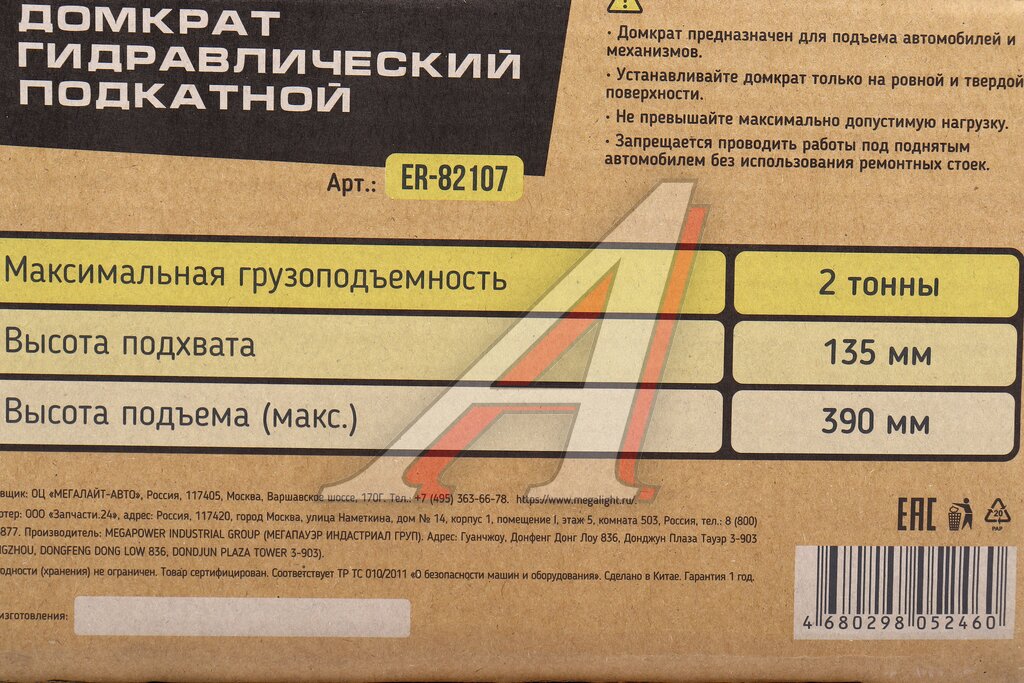 ДОМКРАТ
ГИДРАВЛИЧЕСКИЙ
ПОДКАТНОЙ
Арт.: ER-82107
· Домкрат предназначен для подъема автомобилей и
механизмов.
· Устанавливайте домкрат только на ровной и твердой
поверхности.
· Не превышайте максимально допустимую нагрузку.
· Запрещается проводить работы под поднятым
автомобилем без использования ремонтных стоек.
Максимальная грузоподъемность 2 тонны
Высота подхвата 135 мм
Высота подъема (макс.) 390 мм
вщик: ОЦ «МЕГАЛАЙТ-АВТО», Россия, 117405, Москва, Варшавское шоссе, 170Г. Тел.: +7 (495) 363-66-78. https://www.megalight.ru/.
ртер: ООО «Запчасти.24», адрес: Россия, 117420, город Москва, улица Наметкина, дом № 14, корпус 1, помещение I, этаж 5, комната 503, Россия, тел.: 8 (800)
877. Производитель: MEGAPOWER INDUSTRIAL GROUP (МЕГАПАУЭР ИНДАСТРИАЛ ГРУП). Адрес: Гуанчжоу, Донфенг Донг Лоу 836, Донджун Плаза Тауэр 3-903
NGZHOU, DONGFENG DONG LOW 836, DONDJUN PLAZA TOWER 3-903).
одности (хранения) не ограничен. Товар сертифицирован. Соответствует ТР ТС 010/2011 «О безопасности машин и оборудования». Сделано в Китае. Гарантия 1 год.
изготовления:
EAC
20
PAP
4 680298 052460